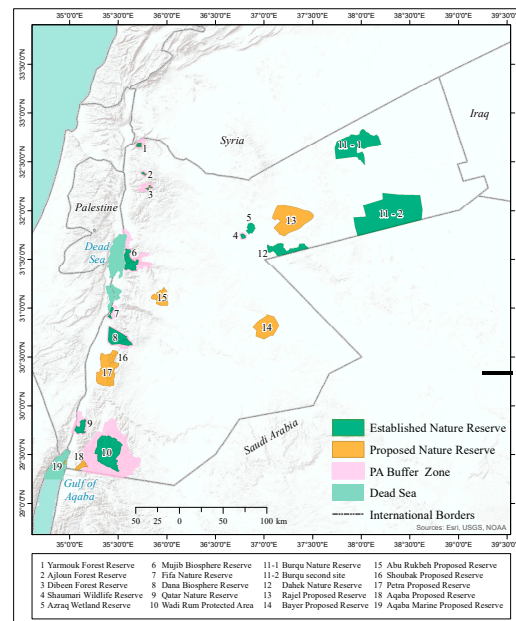 35°0'0"E 35°30'0"E 36°0'0"E 36°30'0"E 37°0'0"E 37°30'0"E 38°0'0"E 38°30'0"E 39°0'0"E 39°30'0"E
33°30'0"N
33°0'0"N
32°30'0"N
32°0'0"N
31°30'0"N
31°0'0"N
30°30'0"N
30°0'0"N
29°30'0"N
29°0'0"N
Iraq
Syria
11 - 1
1
2
3
Palestine
11 - 2
13
5
4
12
Dead
Sea
6
15
7
14
8
16
17
9
Saudi Arabia
10
18
19
Gulf of
Aqaba
Established Nature Reserve
Proposed Nature Reserve
PA Buffer Zone
Dead Sea
International Borders
50 25 0 50 100 km
Sources: Esri, USGS, NOAA
1 Yarmouk Forest Reserve
2 Ajloun Forest Reserve
3 Dibeen Forest Reserve
4 Shaumari Wildlife Reserve
5 Azraq Wetland Reserve
6 Mujib Biosphere Reserve
7 Fifa Nature Reserve
8 Dana Biosphere Reserve
9 Qatar Nature Reserve
10 Wadi Rum Protected Area
11-1 Burqu Nature Reserve
11-2 Burqu second site
12 Dahek Nature Reserve
13 Rajel Proposed Reserve
14 Bayer Proposed Reserve
15 Abu Rukbeh Proposed Reserve
16 Shoubak Proposed Reserve
17 Petra Proposed Reserve
18 Aqaba Proposed Reserve
19 Aqaba Marine Proposed Reserve